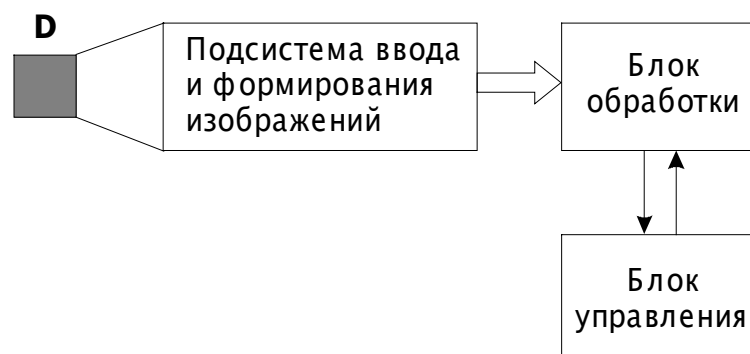 D
Подсистема ввода
и формирования
изображений
Блок
обработки
Блок
управления